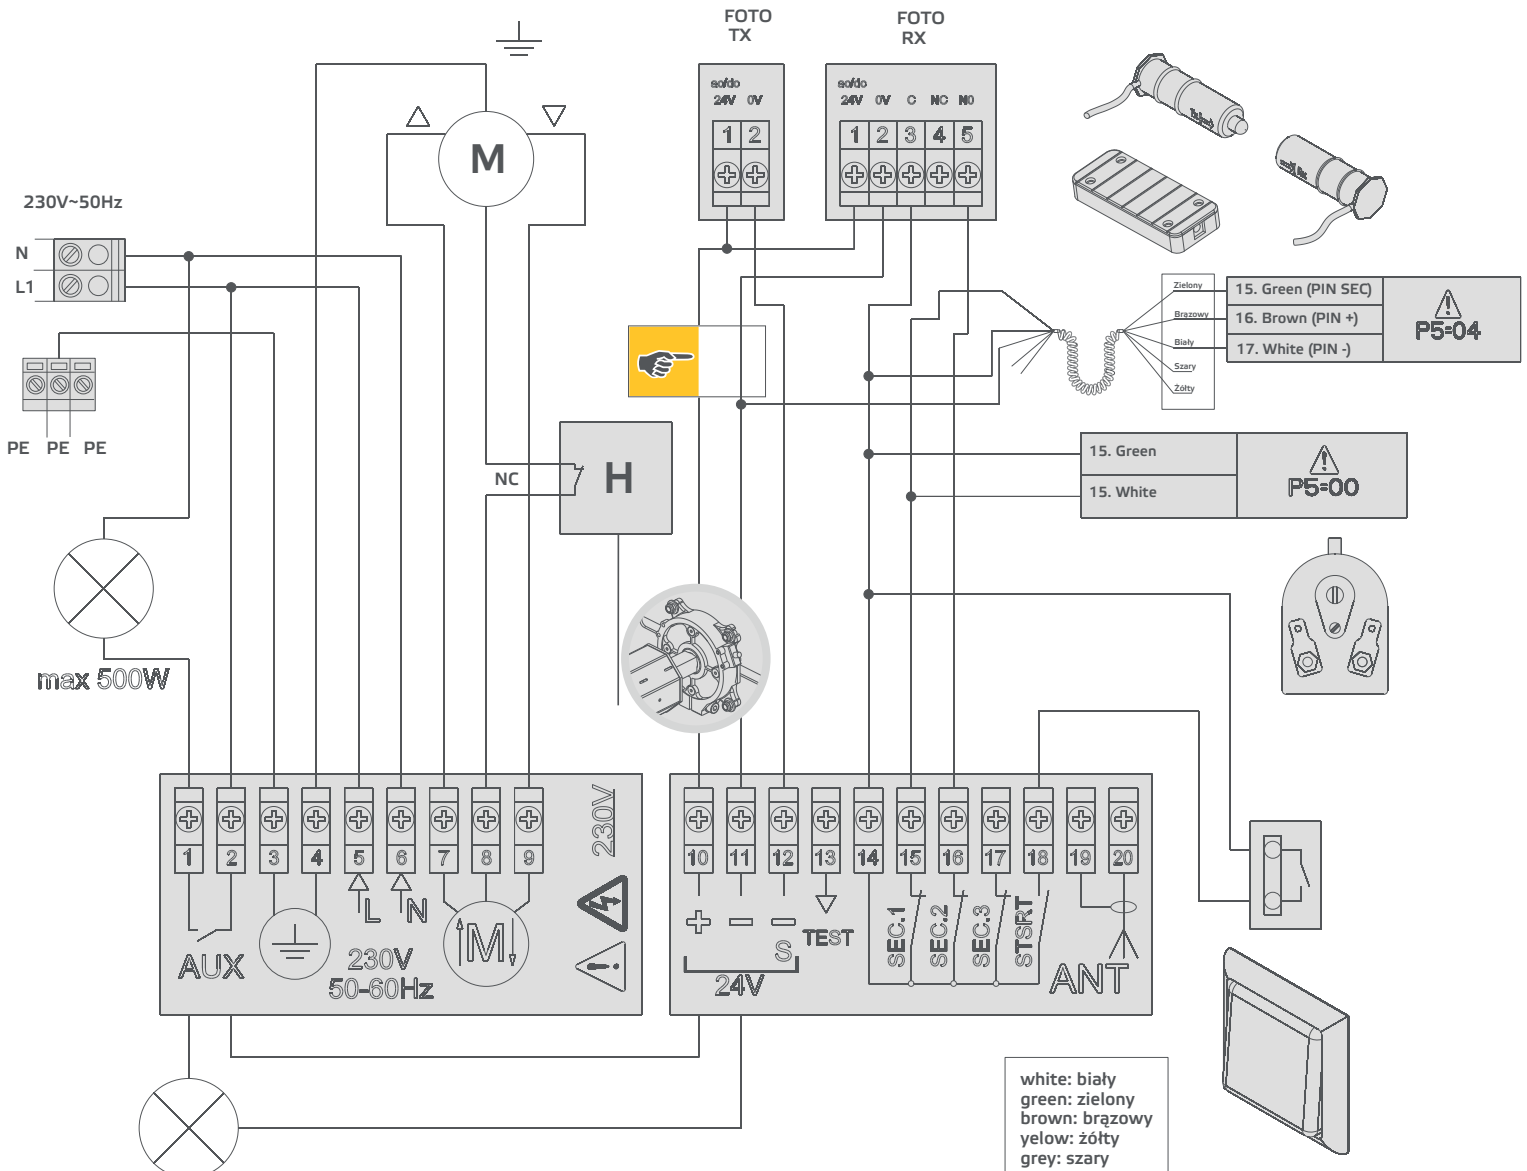 FOTO
TX
FOTO
RX
ac/dc
24V 0V
1 2
ac/dc
24V 0V C NC NO
1 2 3 4 5
M
230V~50Hz
N
L1
PE PE PE
Zielony
Brązowy
Biały
Szary
Żółty
15. Green (PIN SEC)
16. Brown (PIN +)
17. White (PIN -)
P5=04
NC
H
15. Green
15. White
P5=00
max 500W
1 2 3 4 5 6 7 8 9
230V
L N
AUX
230V
50-60Hz
M
10 11 12 13 14 15 16 17 18 19 20
+ - -
S
24V
TEST
SEC.1
SEC.2
SEC.3
STSRT
ANT
white: biały
green: zielony
brown: brązowy
yelow: żółty
grey: szary